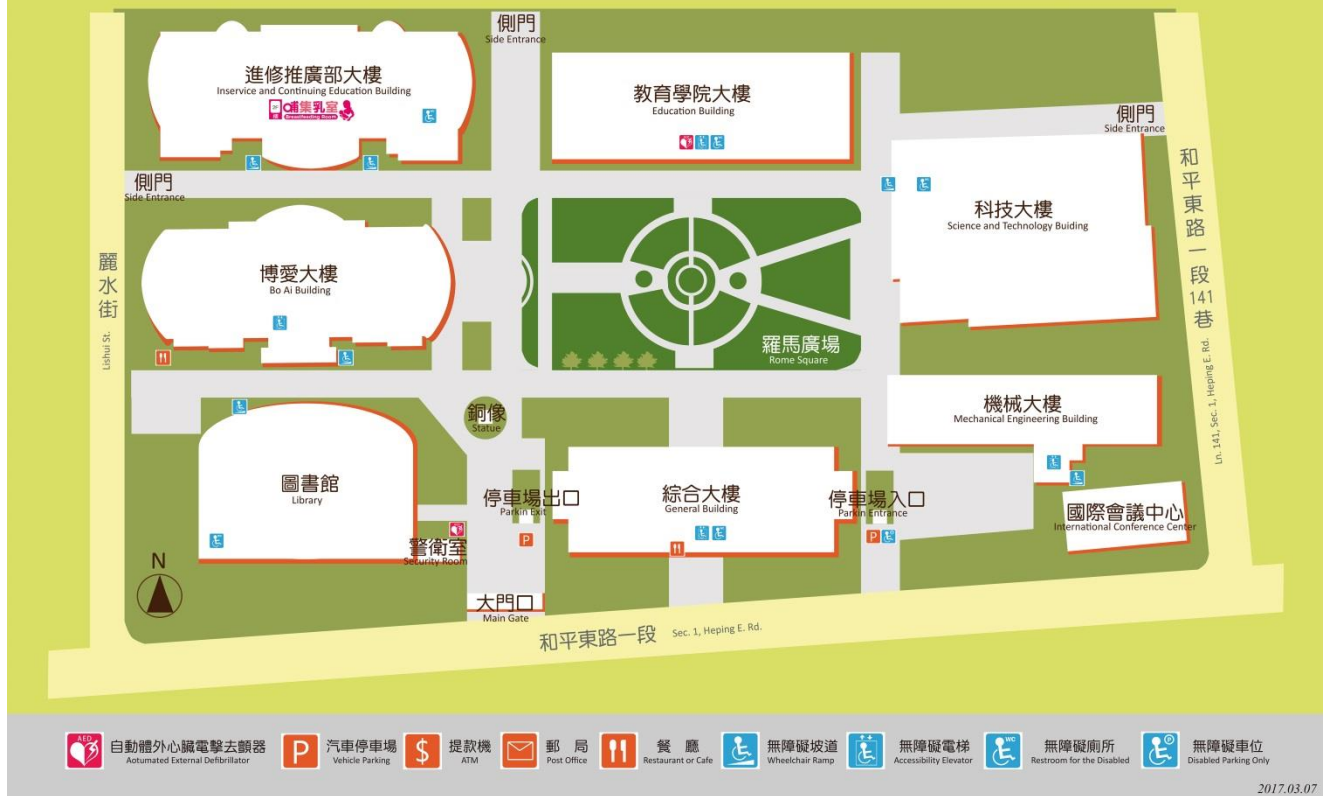 側門
Side Entrance
進修推廣部大樓
Inservice and Continuing Education Building
哺集乳室
Breastfeeding Room
教育學院大樓
Education Building
側門
Side Entrance
側門
Side Entrance
科技大樓
Science and Technology Buiding
和平東路一段141巷
Ln. 141, Sec. 1, Heping E. Rd.
麗水街
Lishui St.
博愛大樓
Bo Ai Building
羅馬廣場
Rome Square
銅像
Statue
機械大樓
Mechanical Engineering Building
圖書館
Library
停車場出口
Parkin Exit
綜合大樓
General Building
停車場入口
Parkin Entrance
國際會議中心
International Conference Center
P
P
警衛室
Security Room
N
大門口
Main Gate
和平東路一段 Sec. 1, Heping E. Rd.
AED
自動體外心臟電擊去顫器
Aotumated External Defibrillator
P
汽車停車場
Vehicle Parking
$
提款機
ATM
郵局
Post Office
餐廳
Restaurant or Cafe
無障礙坡道
Wheelchair Ramp
無障礙電梯
Accessibility Elevator
WC
無障礙廁所
Restroom for the Disabled
P
無障礙車位
Disabled Parking Only
2017.03.07